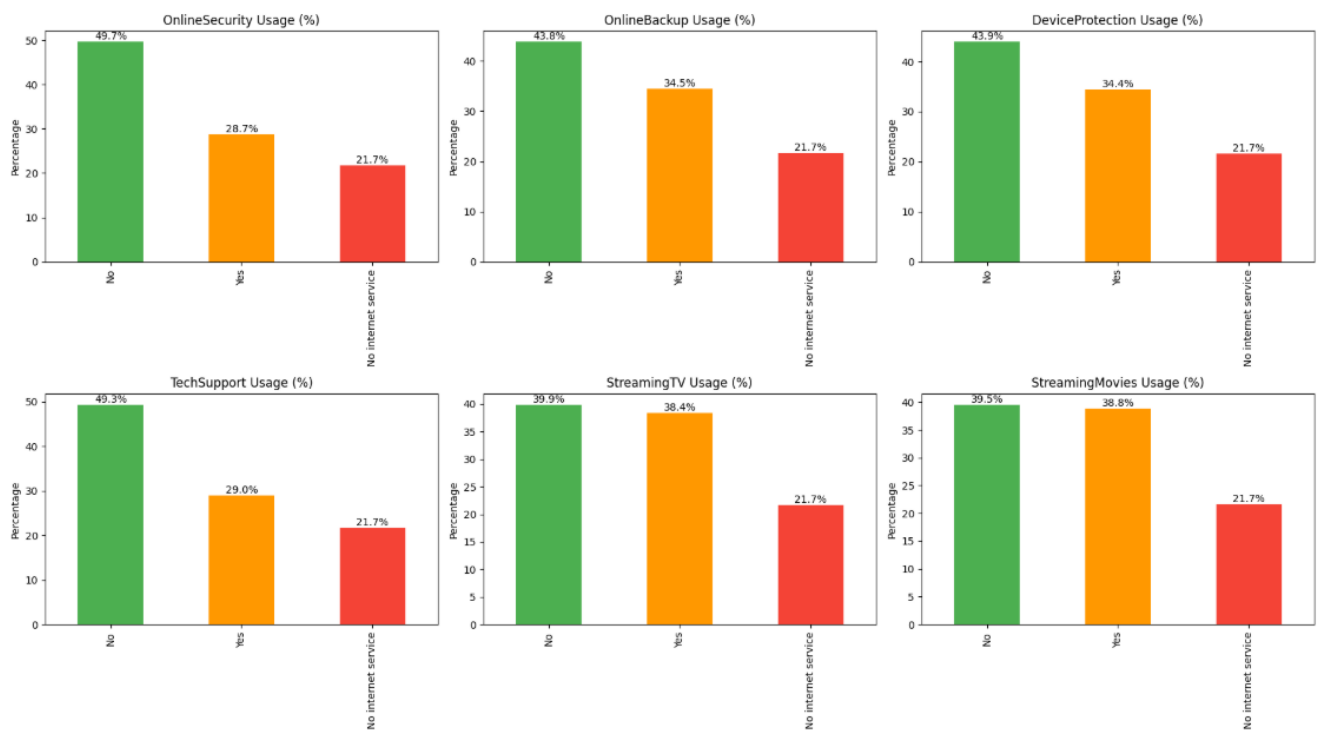 OnlineSecurity Usage (%)
50
40
30
20
10
0
Percentage
49.7%
28.7%
21.7%
No
Yes
No internet service
OnlineBackup Usage (%)
40
30
20
10
0
Percentage
43.8%
34.5%
21.7%
No
Yes
No internet service
DeviceProtection Usage (%)
40
30
20
10
0
Percentage
43.9%
34.4%
21.7%
No
Yes
No internet service
TechSupport Usage (%)
50
40
30
20
10
0
Percentage
49.3%
29.0%
21.7%
No
Yes
No internet service
StreamingTV Usage (%)
40
35
30
25
20
15
10
5
0
Percentage
39.9%
38.4%
21.7%
No
Yes
No internet service
StreamingMovies Usage (%)
40
35
30
25
20
15
10
5
0
Percentage
39.5%
38.8%
21.7%
No
Yes
No internet service